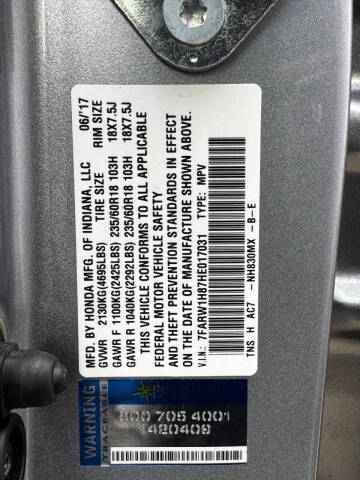 MFD. BY HONDA MFG. OF INDIANA, LLC 06/'17
GVWR 2130KG(4695LBS) TIRE SIZE RIM SIZE
GAWR F 1100KG(2425LBS) 235/60R18 103H 18X7.5J
GAWR R 1040KG(2292LBS) 235/60R18 103H 18X7.5J
THIS VEHICLE CONFORMS TO ALL APPLICABLE
FEDERAL MOTOR VEHICLE SAFETY
AND THEFT PREVENTION STANDARDS IN EFFECT
ON THE DATE OF MANUFACTURE SHOWN ABOVE.
V.I.N.: 7FARW1H87HE017031 TYPE: MPV
TNS H AC7 -NH830MX -B-E
WARNING
TRACEABLE
800 705 4001
1420409